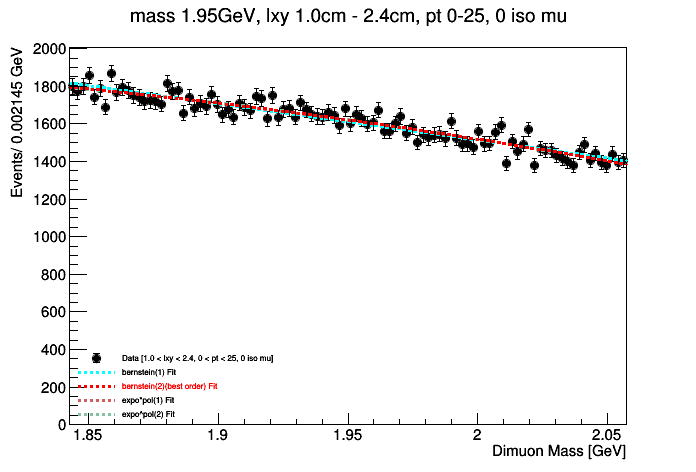 mass 1.95GeV, lxy 1.0cm - 2.4cm, pt 0-25, 0 iso mu
Events/ 0.002145 GeV
2000
1800
1600
1400
1200
1000
800
600
400
200
0
Data [1.0 < lxy < 2.4, 0 < pt < 25, 0 iso mu]
bernstein(1) Fit
bernstein(2)(best order) Fit
expo*pol(1) Fit
expo*pol(2) Fit
1.85 1.9 1.95 2 2.05
Dimuon Mass [GeV]